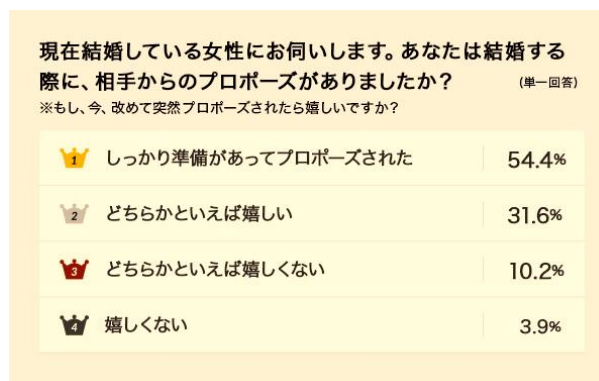 現在結婚している女性にお伺いします。あなたは結婚する
際に、相手からのプロポーズがありましたか？ (単一回答)
※もし、今、改めて突然プロポーズされたら嬉しいですか？
1 しっかり準備があってプロポーズされた 54.4%
2 どちらかといえば嬉しい 31.6%
3 どちらかといえば嬉しくない 10.2%
4 嬉しくない 3.9%